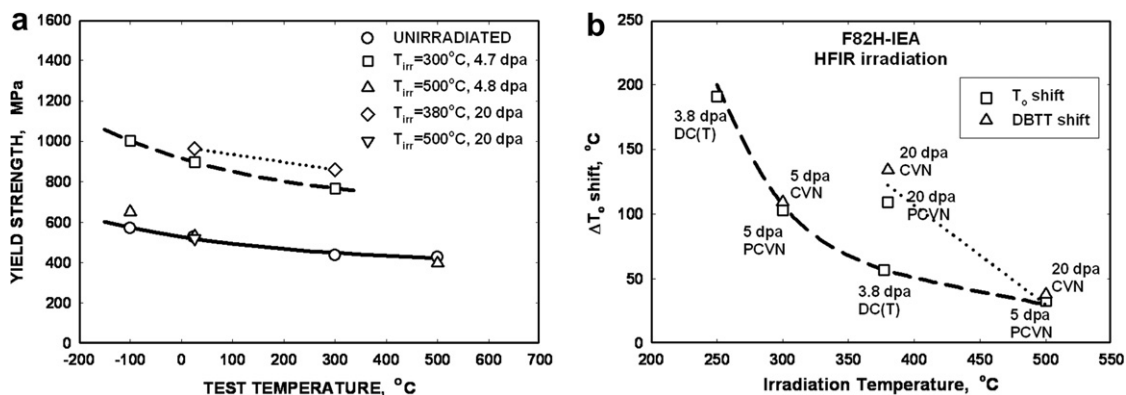 a
1600
1400
1200
1000
800
600
400
200
0
YIELD STRENGTH, MPa
-200 -100 0 100 200 300 400 500 600 700
TEST TEMPERATURE, °C
UNIRRADIATED
Tirr=300°C, 4.7 dpa
Tirr=500°C, 4.8 dpa
Tirr=380°C, 20 dpa
Tirr=500°C, 20 dpa
b
250
200
150
100
50
0
ΔTo shift, °C
200 250 300 350 400 450 500 550
Irradiation Temperature, °C
F82H-IEA
HFIR irradiation
To shift
DBTT shift
3.8 dpa
DC(T)
5 dpa
CVN
5 dpa
PCVN
20 dpa
CVN
20 dpa
PCVN
3.8 dpa
DC(T)
20 dpa
CVN
5 dpa
PCVN